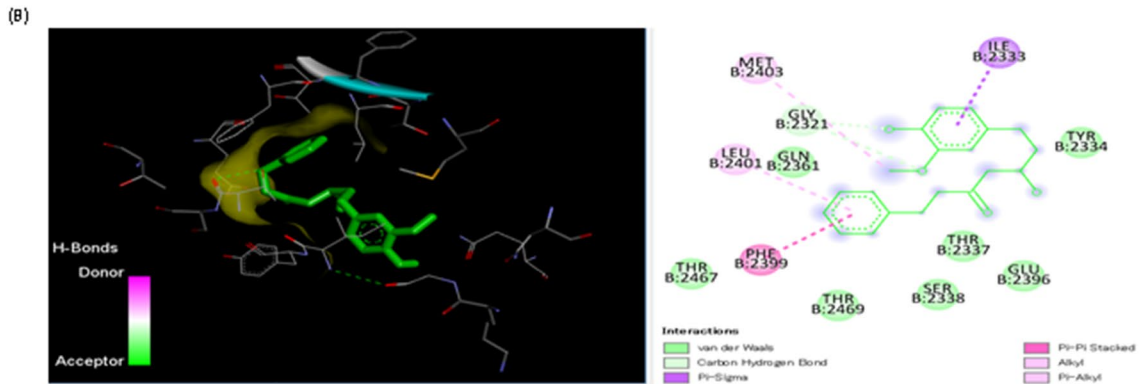 (B)
H-Bonds
Donor
Acceptor
ILE
B:2333
MET
B:2403
GLY
B:2321
TYR
B:2334
LEU
B:2401
GLN
B:2361
THR
B:2337
PHE
B:2399
THR
B:2467
GLU
B:2396
SER
B:2338
THR
B:2469
Interactions
van der Waals
Carbon Hydrogen Bond
Pi-Sigma
Pi-Pi Stacked
Alkyl
Pi-Alkyl